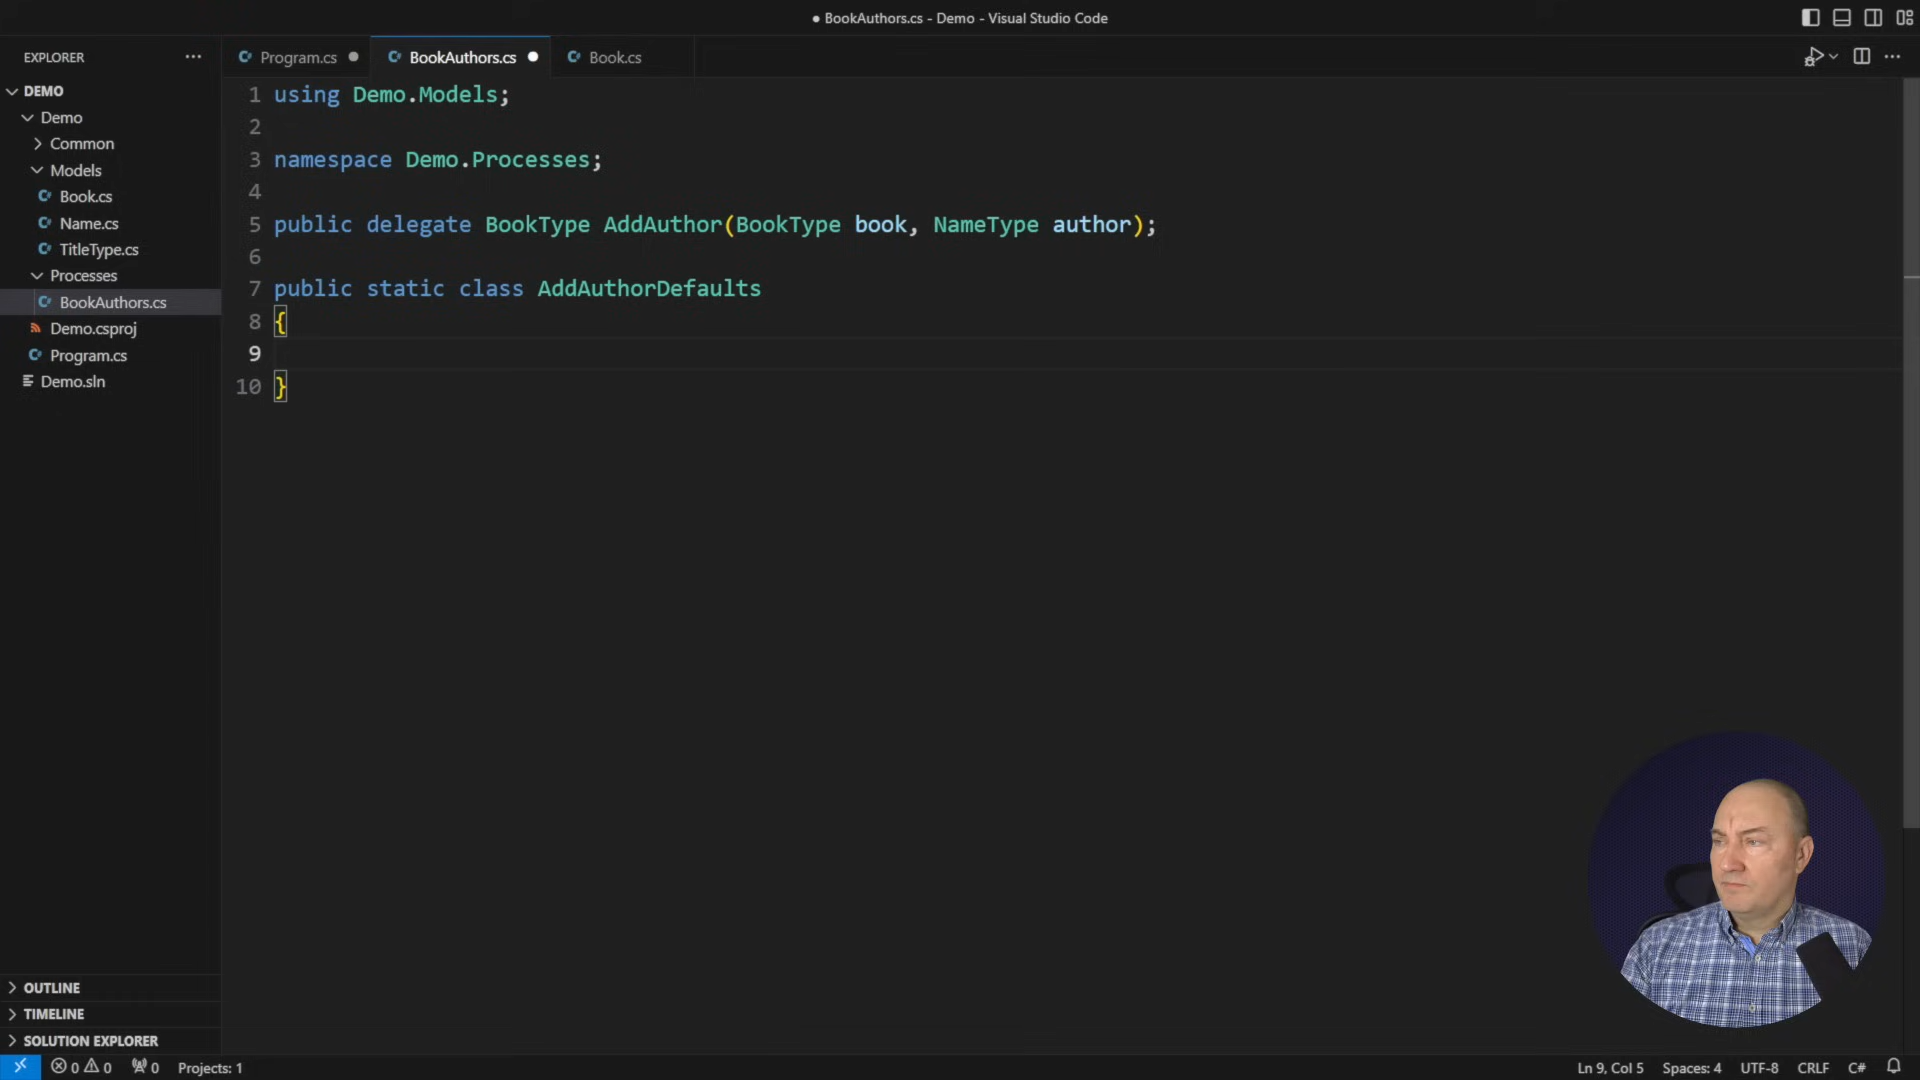 ● BookAuthors.cs - Demo - Visual Studio Code
EXPLORER
DEMO
Demo
Common
Models
Book.cs
Name.cs
TitleType.cs
Processes
BookAuthors.cs
Demo.csproj
Program.cs
Demo.sln
OUTLINE
TIMELINE
SOLUTION EXPLORER
Program.cs
BookAuthors.cs
Book.cs
1 using Demo.Models;
2
3 namespace Demo.Processes;
4
5 public delegate BookType AddAuthor(BookType book, NameType author);
6
7 public static class AddAuthorDefaults
8 {
9
10 }
0 0 0 Projects: 1
Ln 9, Col 5 Spaces: 4 UTF-8 CRLF C#